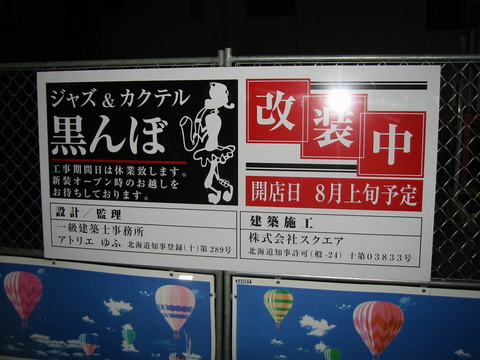 ジャズ&カクテル
黒んぼ
工事期間日は休業致します。
新装オープン時のお越しを
お待ちしております。
設計／監理
一級建築士事務所
アトリエ ゆふ 北海道知事登録(十)第289号
改装中
開店日 8月上旬予定
建築施工
株式会社スクエア
北海道知事許可(般-24)十第03833号